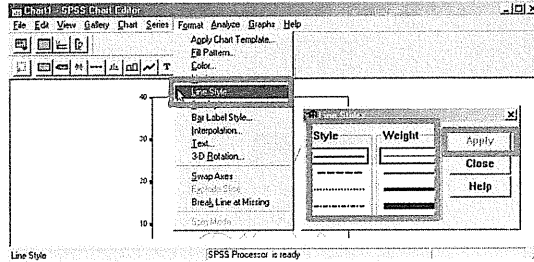 Chart1 - SPSS Chart Editor
File Edit View Gallery Chart Series Format Analyze Graphs Help
Apply Chart Template...
Fill Pattern...
Color...
Line Style...
Bar Label Style...
Interpolation...
Text...
3-D Rotation...
Swap Axes
Explode Slice
Break Line at Missing
Spin Mode
40
30
20
10
Line Styles
Style Weight
Apply
Close
Help
Line Style
SPSS Processor is ready